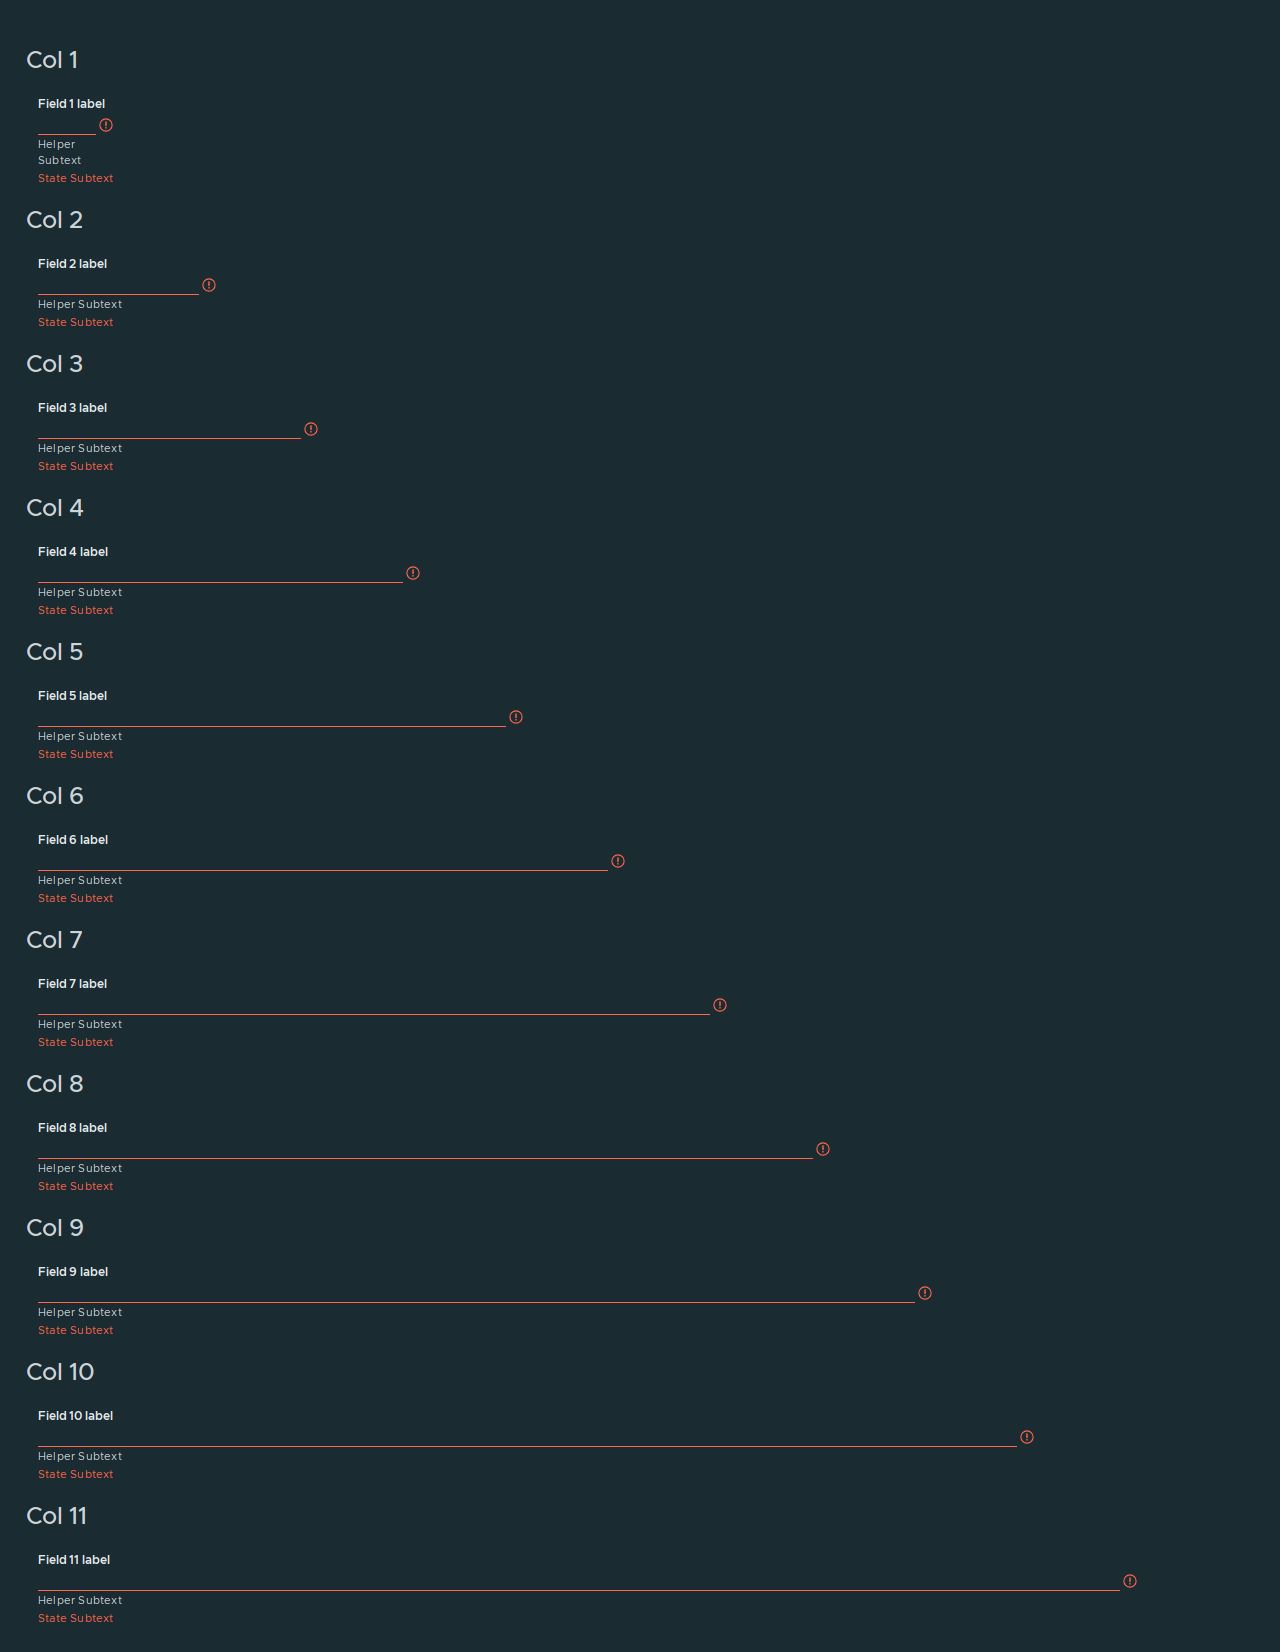 Col 1
Field 1 label
Helper
Subtext
State Subtext
Col 2
Field 2 label
Helper Subtext
State Subtext
Col 3
Field 3 label
Helper Subtext
State Subtext
Col 4
Field 4 label
Helper Subtext
State Subtext
Col 5
Field 5 label
Helper Subtext
State Subtext
Col 6
Field 6 label
Helper Subtext
State Subtext
Col 7
Field 7 label
Helper Subtext
State Subtext
Col 8
Field 8 label
Helper Subtext
State Subtext
Col 9
Field 9 label
Helper Subtext
State Subtext
Col 10
Field 10 label
Helper Subtext
State Subtext
Col 11
Field 11 label
Helper Subtext
State Subtext